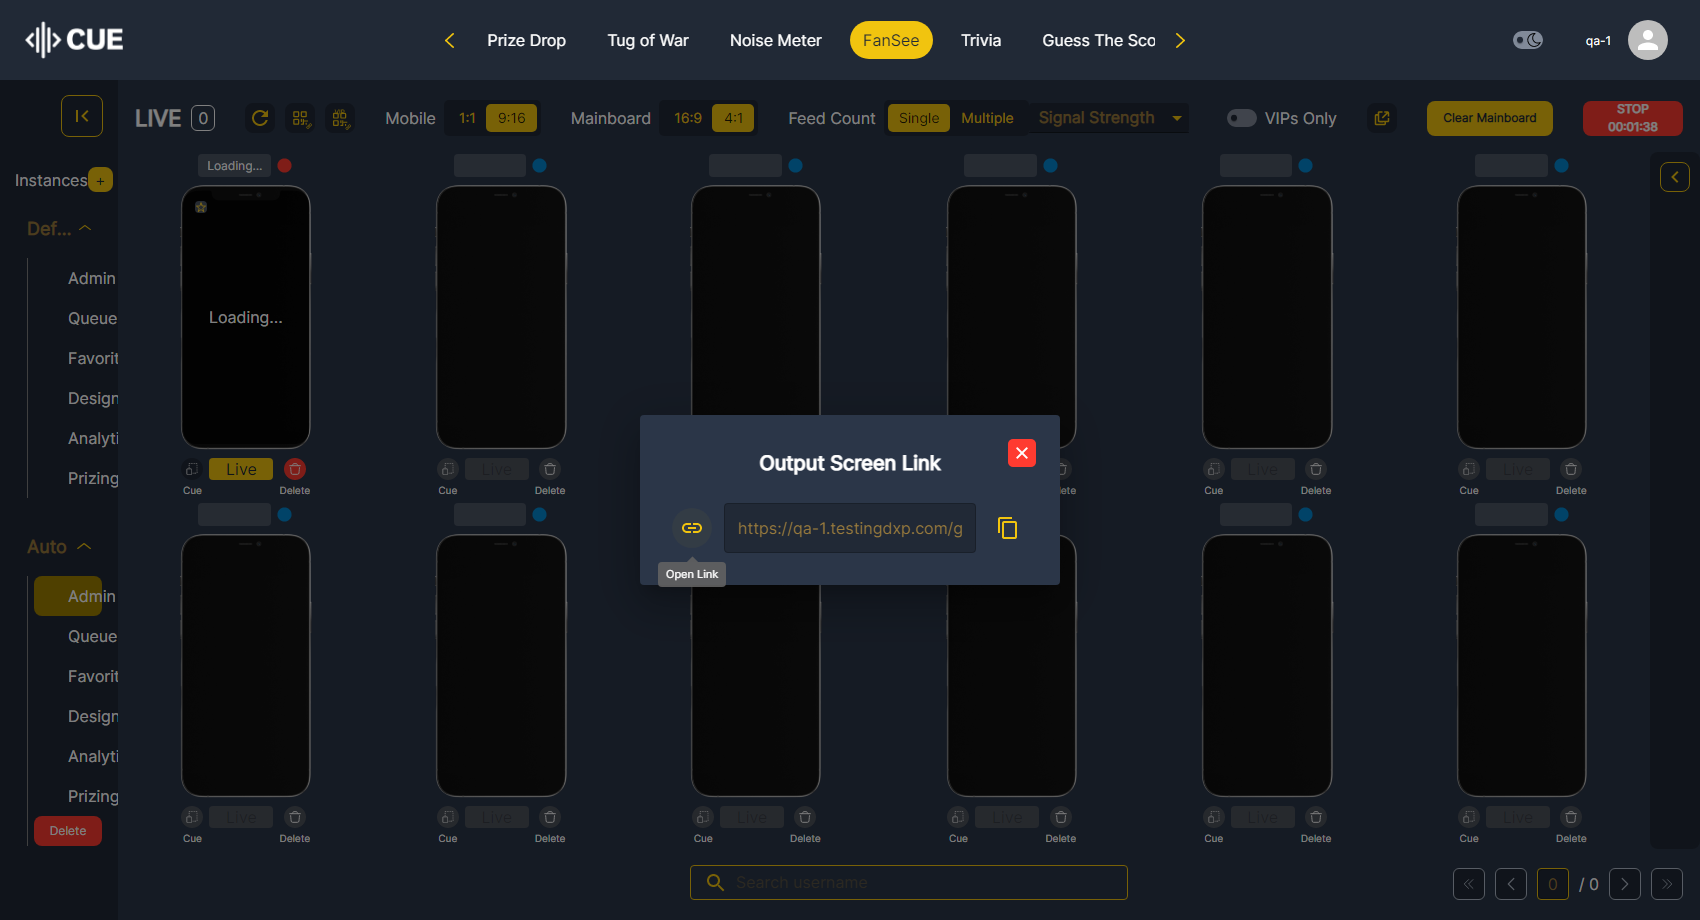 CUE
Prize Drop
Tug of War
Noise Meter
FanSee
Trivia
Guess The Sco
qa-1
LIVE 0
Mobile 1:1 9:16
Mainboard 16:9 4:1
Feed Count Single Multiple
Signal Strength
VIPs Only
Clear Mainboard
STOP
00:01:38
Instances +
Def...
Admin
Queue
Favorit
Design
Analyti
Prizing
Auto
Admin
Queue
Favorit
Design
Analyti
Prizing
Delete
Loading...
Loading...
Live Live Live Live
Cue Delete Cue Delete lete Cue Delete Cue Delete
Output Screen Link
https://qa-1.testingdxp.com/g
Open Link
Live Live Live Live Live Live
Cue Delete Cue Delete Cue Delete Cue Delete Cue Delete Cue Delete
Search username
0 / 0